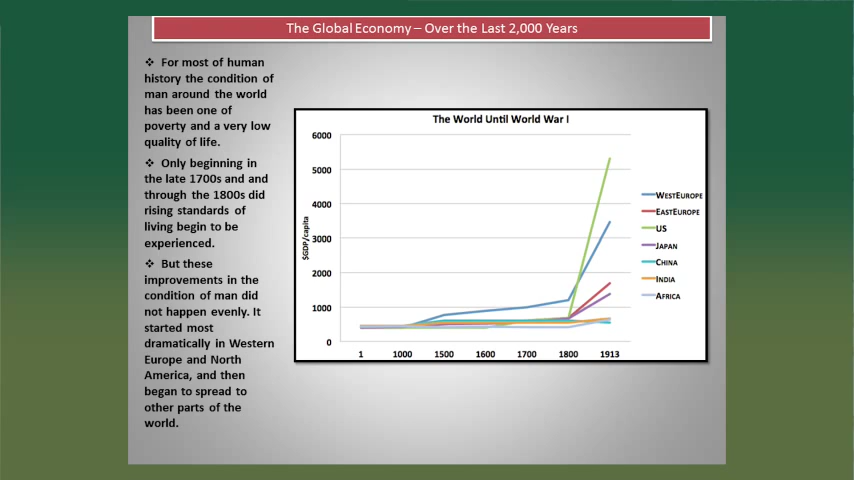 The Global Economy – Over the Last 2,000 Years
❖ For most of human
history the condition of
man around the world
has been one of
poverty and a very low
quality of life.
❖ Only beginning in
the late 1700s and and
through the 1800s did
rising standards of
living begin to be
experienced.
❖ But these
improvements in the
condition of man did
not happen evenly. It
started most
dramatically in Western
Europe and North
America, and then
began to spread to
other parts of the
world.
The World Until World War I
$GDP/capita
6000
5000
4000
3000
2000
1000
0
1 1000 1500 1600 1700 1800 1913
WESTEUROPE
EASTEUROPE
US
JAPAN
CHINA
INDIA
AFRICA